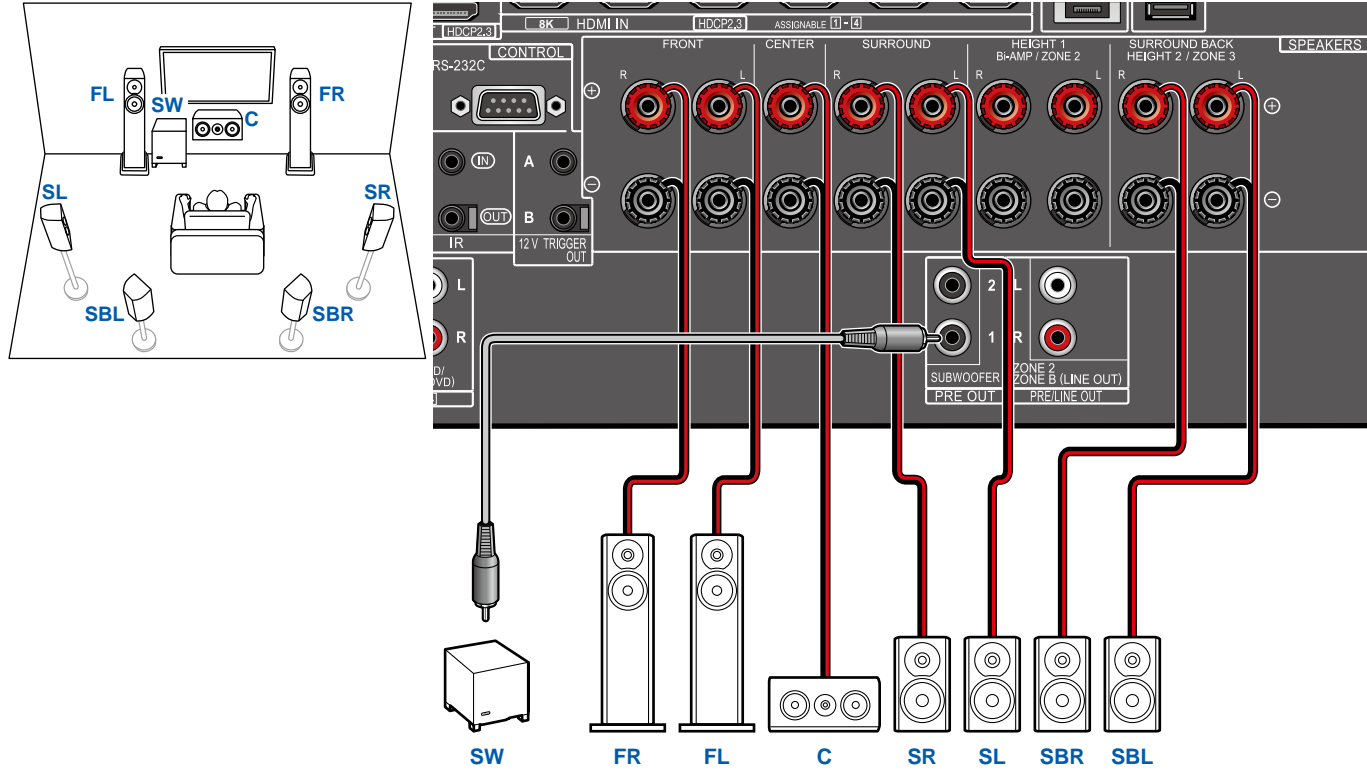 FL
SW
C
FR
SL
SR
SBL
SBR
HDCP2.3
8K
HDMI IN
HDCP2.3
ASSIGNABLE 1 - 4
CONTROL
RS-232C
FRONT
CENTER
SURROUND
HEIGHT 1
Bi-AMP / ZONE 2
SURROUND BACK
HEIGHT 2 / ZONE 3
SPEAKERS
R
L
R
L
R
L
R
L
IN
OUT
IR
A
B
12 V TRIGGER
OUT
L
R
2
L
1
R
SUBWOOFER
ZONE 2
ZONE B (LINE OUT)
PRE OUT
PRE/LINE OUT
SW
FR
FL
C
SR
SL
SBR
SBL